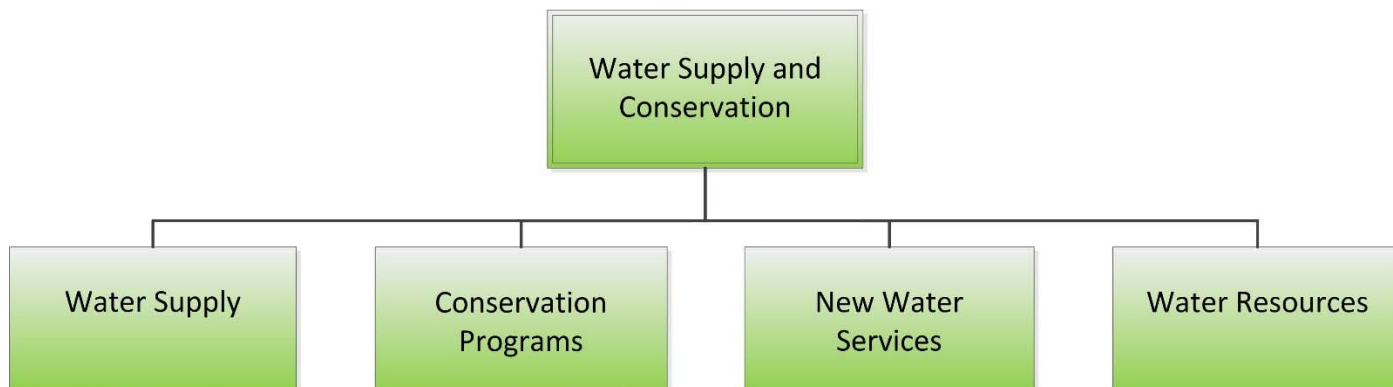 Water Supply and
Conservation
Water Supply
Conservation
Programs
New Water
Services
Water Resources